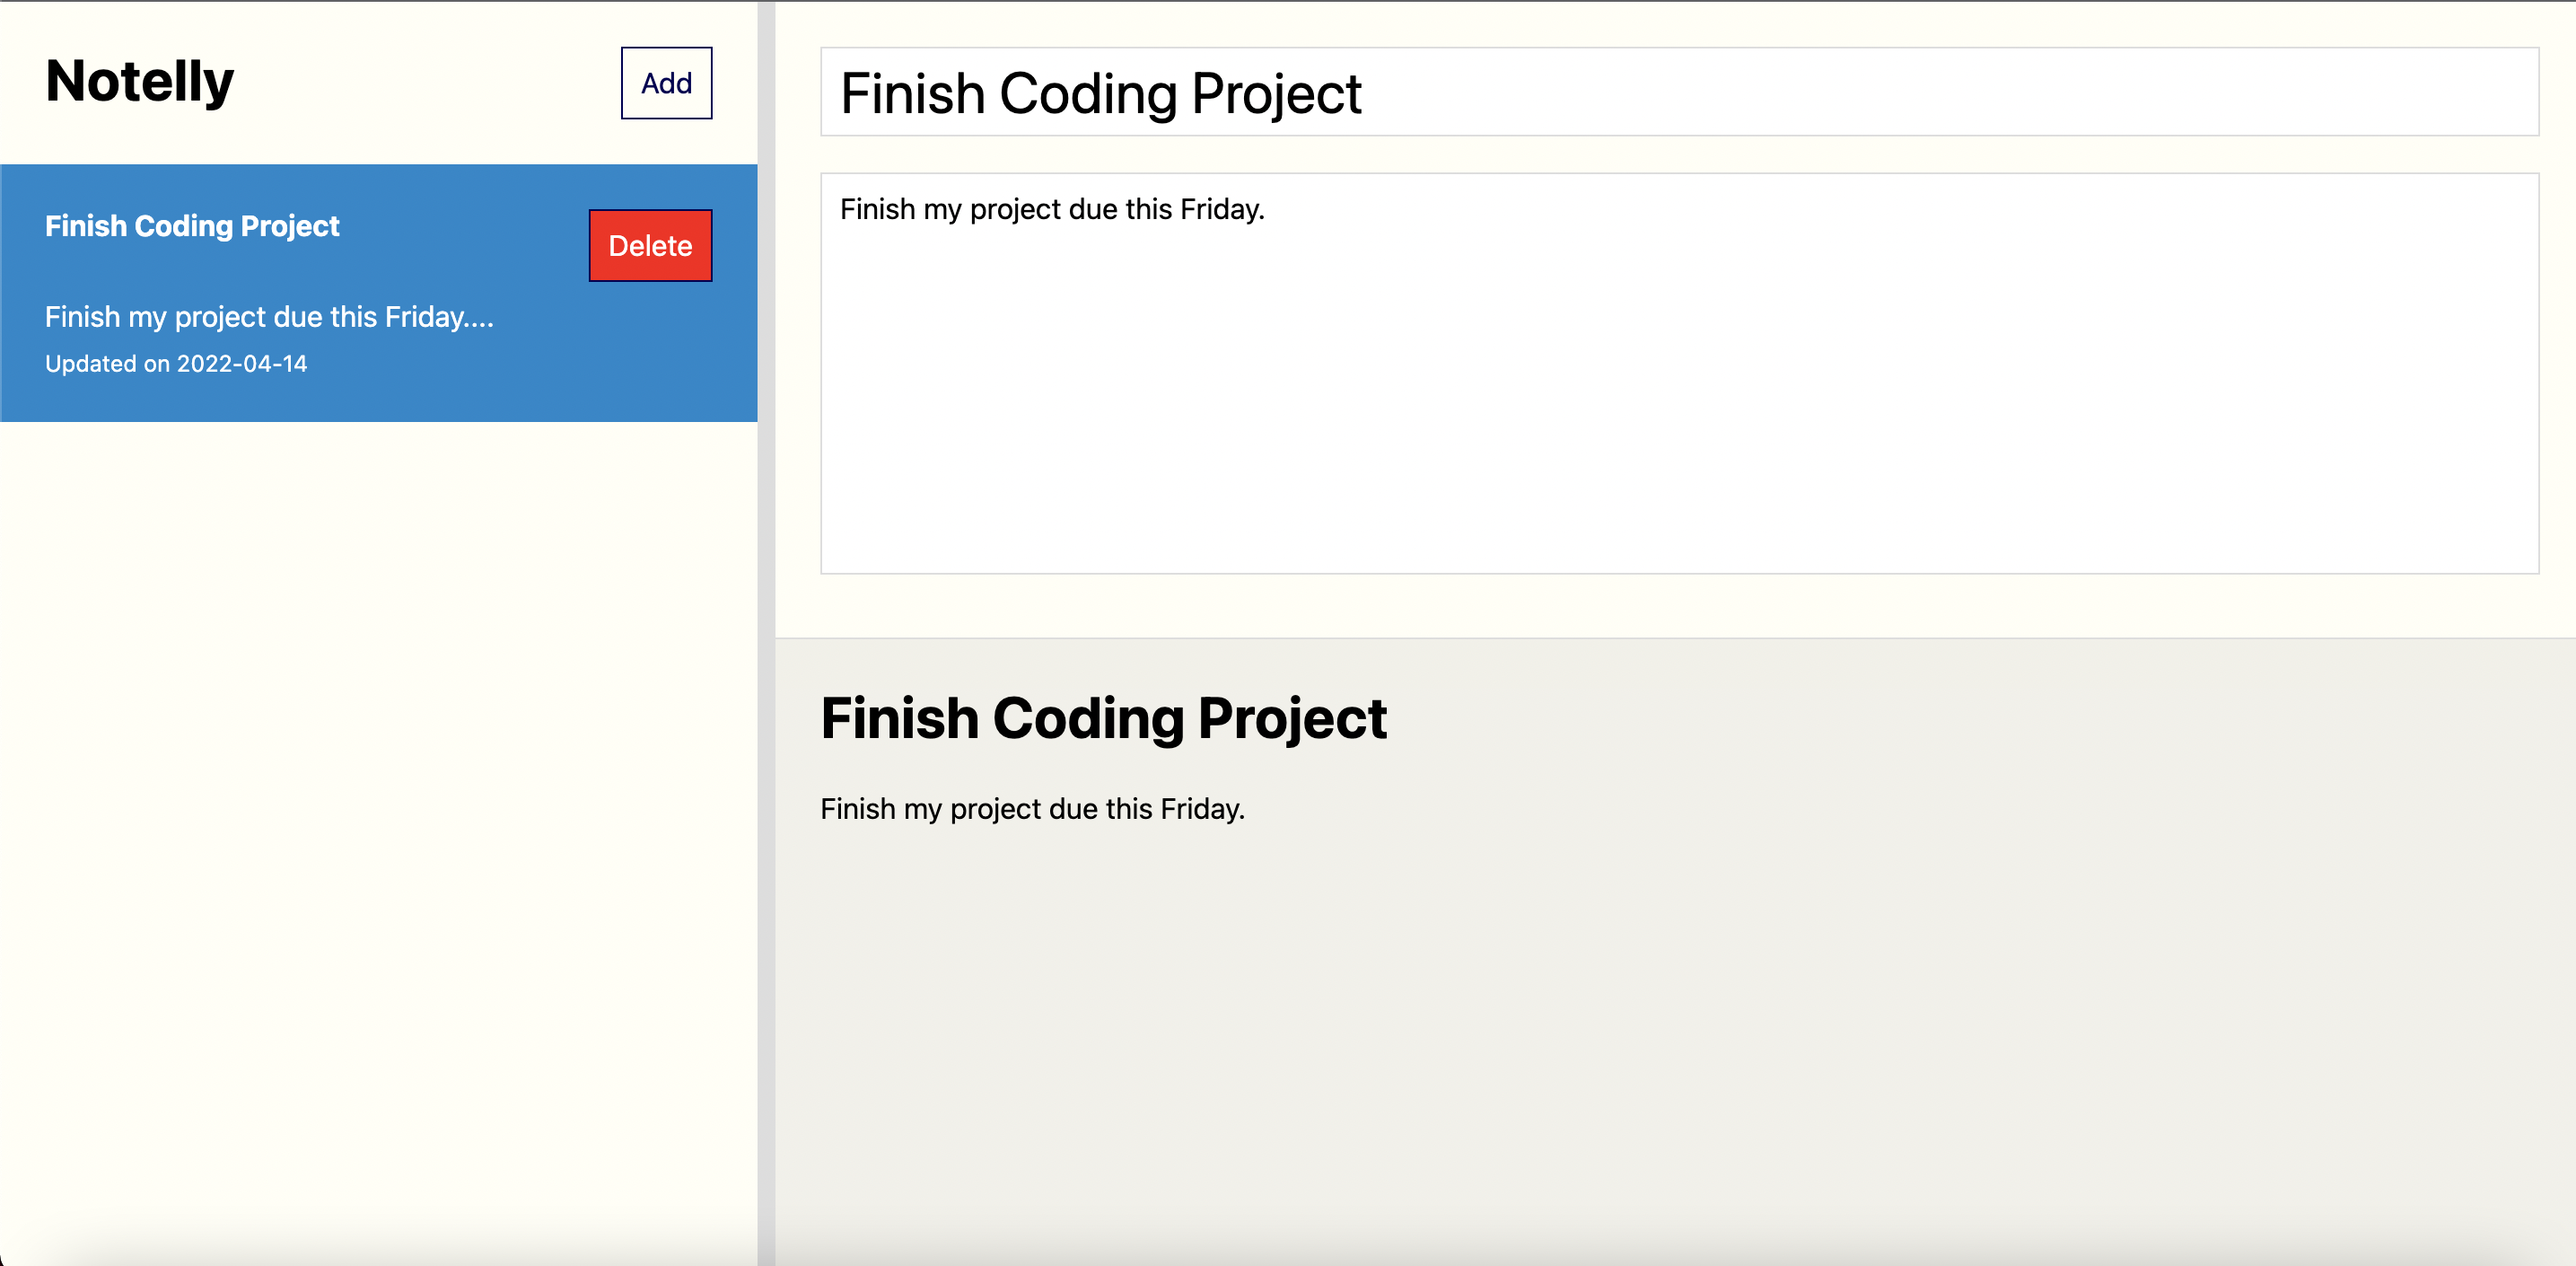 Notelly
Add
Finish Coding Project
Delete
Finish my project due this Friday....
Updated on 2022-04-14
Finish Coding Project
Finish my project due this Friday.
Finish Coding Project
Finish my project due this Friday.